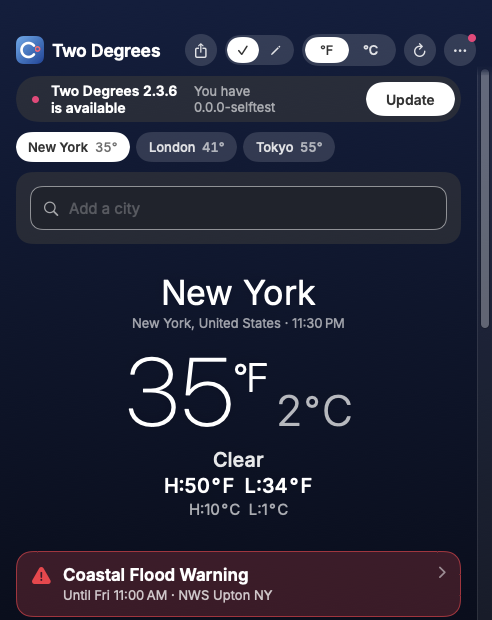 Two Degrees
°F
°C
Two Degrees 2.3.6
is available
You have
0.0.0-selftest
Update
New York 35°
London 41°
Tokyo 55°
Add a city
New York
New York, United States · 11:30 PM
35°F 2°C
Clear
H:50°F L:34°F
H:10°C L:1°C
Coastal Flood Warning
Until Fri 11:00 AM · NWS Upton NY